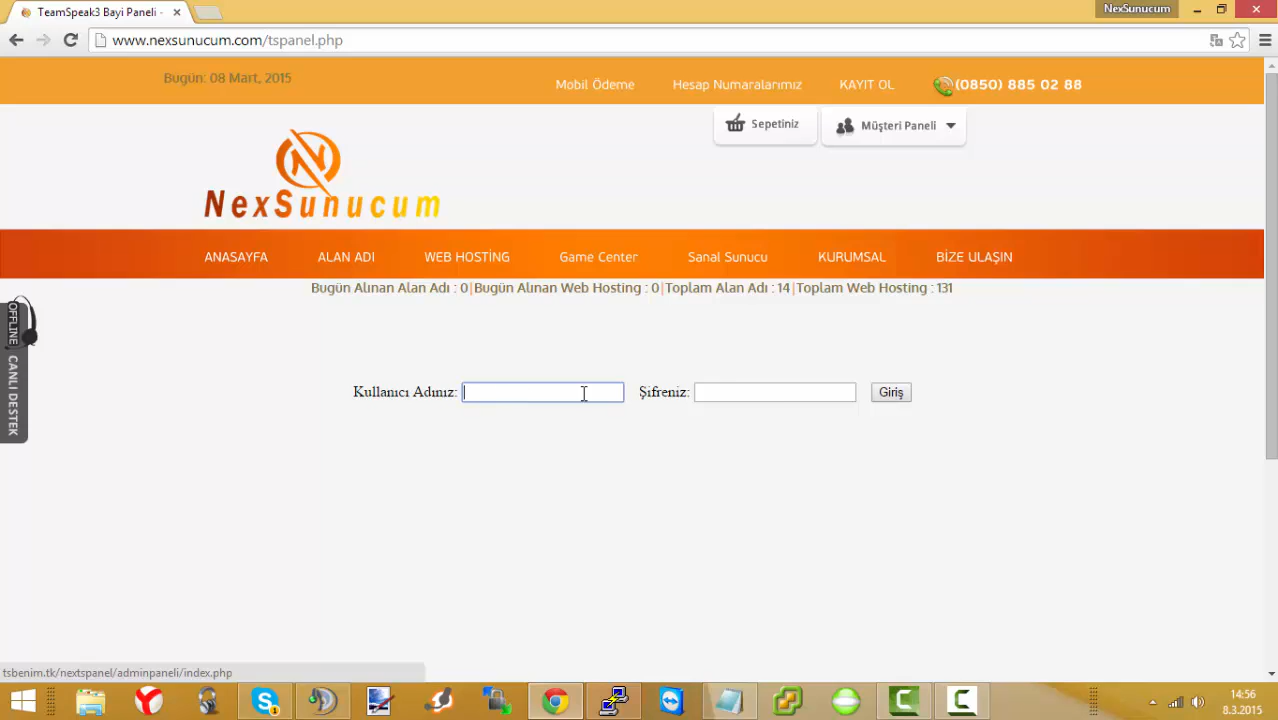 TeamSpeak3 Bayi Paneli -
NexSunucum
www.nexsunucum.com/tspanel.php
Bugün: 08 Mart, 2015
Mobil Ödeme
Hesap Numaralarımız
KAYIT OL
(0850) 885 02 88
Sepetiniz
Müşteri Paneli
N
NexSunucum
ANASAYFA
ALAN ADI
WEB HOSTİNG
Game Center
Sanal Sunucu
KURUMSAL
BİZE ULAŞIN
Bugün Alınan Alan Adı : 0|Bugün Alınan Web Hosting : 0|Toplam Alan Adı : 14|Toplam Web Hosting : 131
OFFLINE
CANLI DESTEK
Kullanıcı Adınız:
Şifreniz:
Giriş
tsbenim.tk/nextspanel/adminpaneli/index.php
14:56
8.3.2015